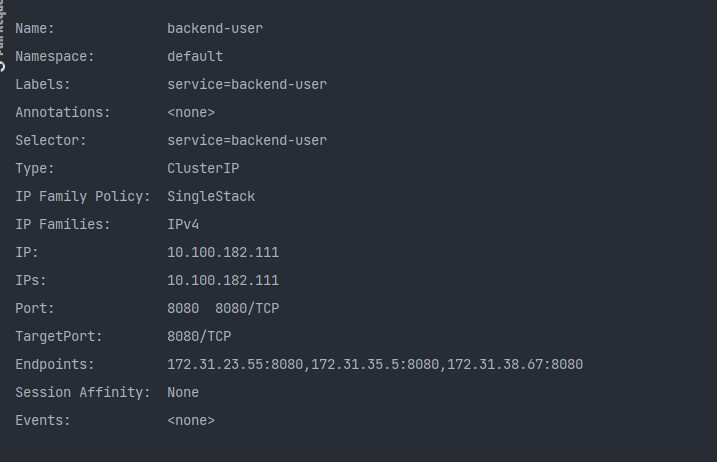 Name: backend-user
Namespace: default
Labels: service=backend-user
Annotations: <none>
Selector: service=backend-user
Type: ClusterIP
IP Family Policy: SingleStack
IP Families: IPv4
IP: 10.100.182.111
IPs: 10.100.182.111
Port: 8080 8080/TCP
TargetPort: 8080/TCP
Endpoints: 172.31.23.55:8080,172.31.35.5:8080,172.31.38.67:8080
Session Affinity: None
Events: <none>